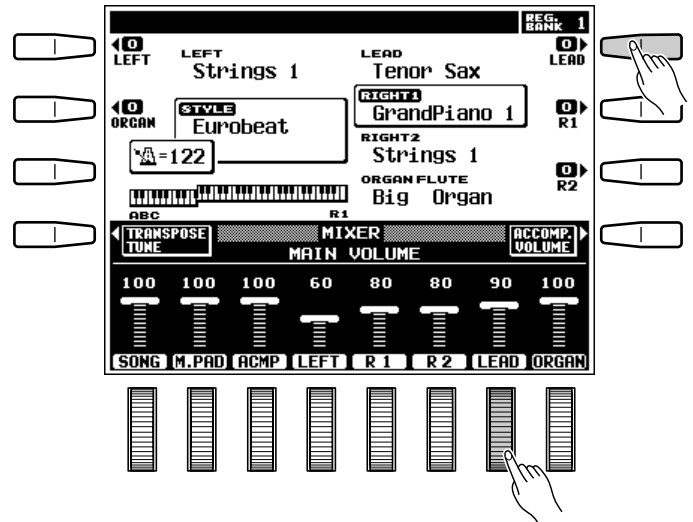 REG. BANK 1
0 LEFT
LEFT
Strings 1
LEAD
Tenor Sax
0 LEAD
0 ORGAN
STYLE
Eurobeat
RIGHT1
GrandPiano 1
0 R1
=122
RIGHT2
Strings 1
0 R2
ORGAN FLUTE
Big Organ
ABC
R1
TRANSPOSE TUNE
MIXER
ACCOMP. VOLUME
MAIN VOLUME
100 100 100 60 80 80 90 100
SONG M.PAD ACMP LEFT R 1 R 2 LEAD ORGAN